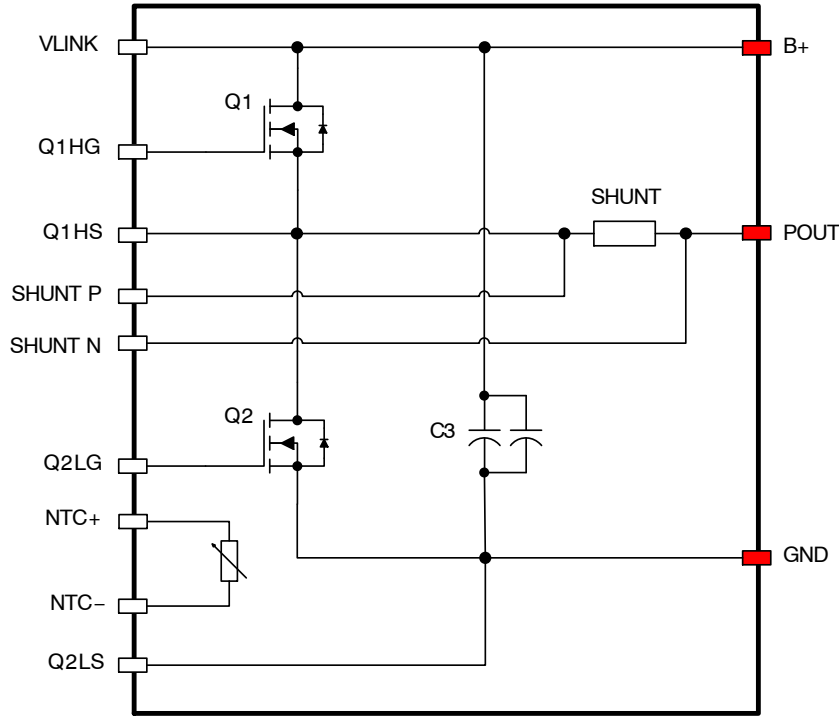 VLINK
B+
Q1
Q1HG
SHUNT
Q1HS
POUT
SHUNT P
SHUNT N
Q2
C3
Q2LG
NTC+
GND
NTC−
Q2LS